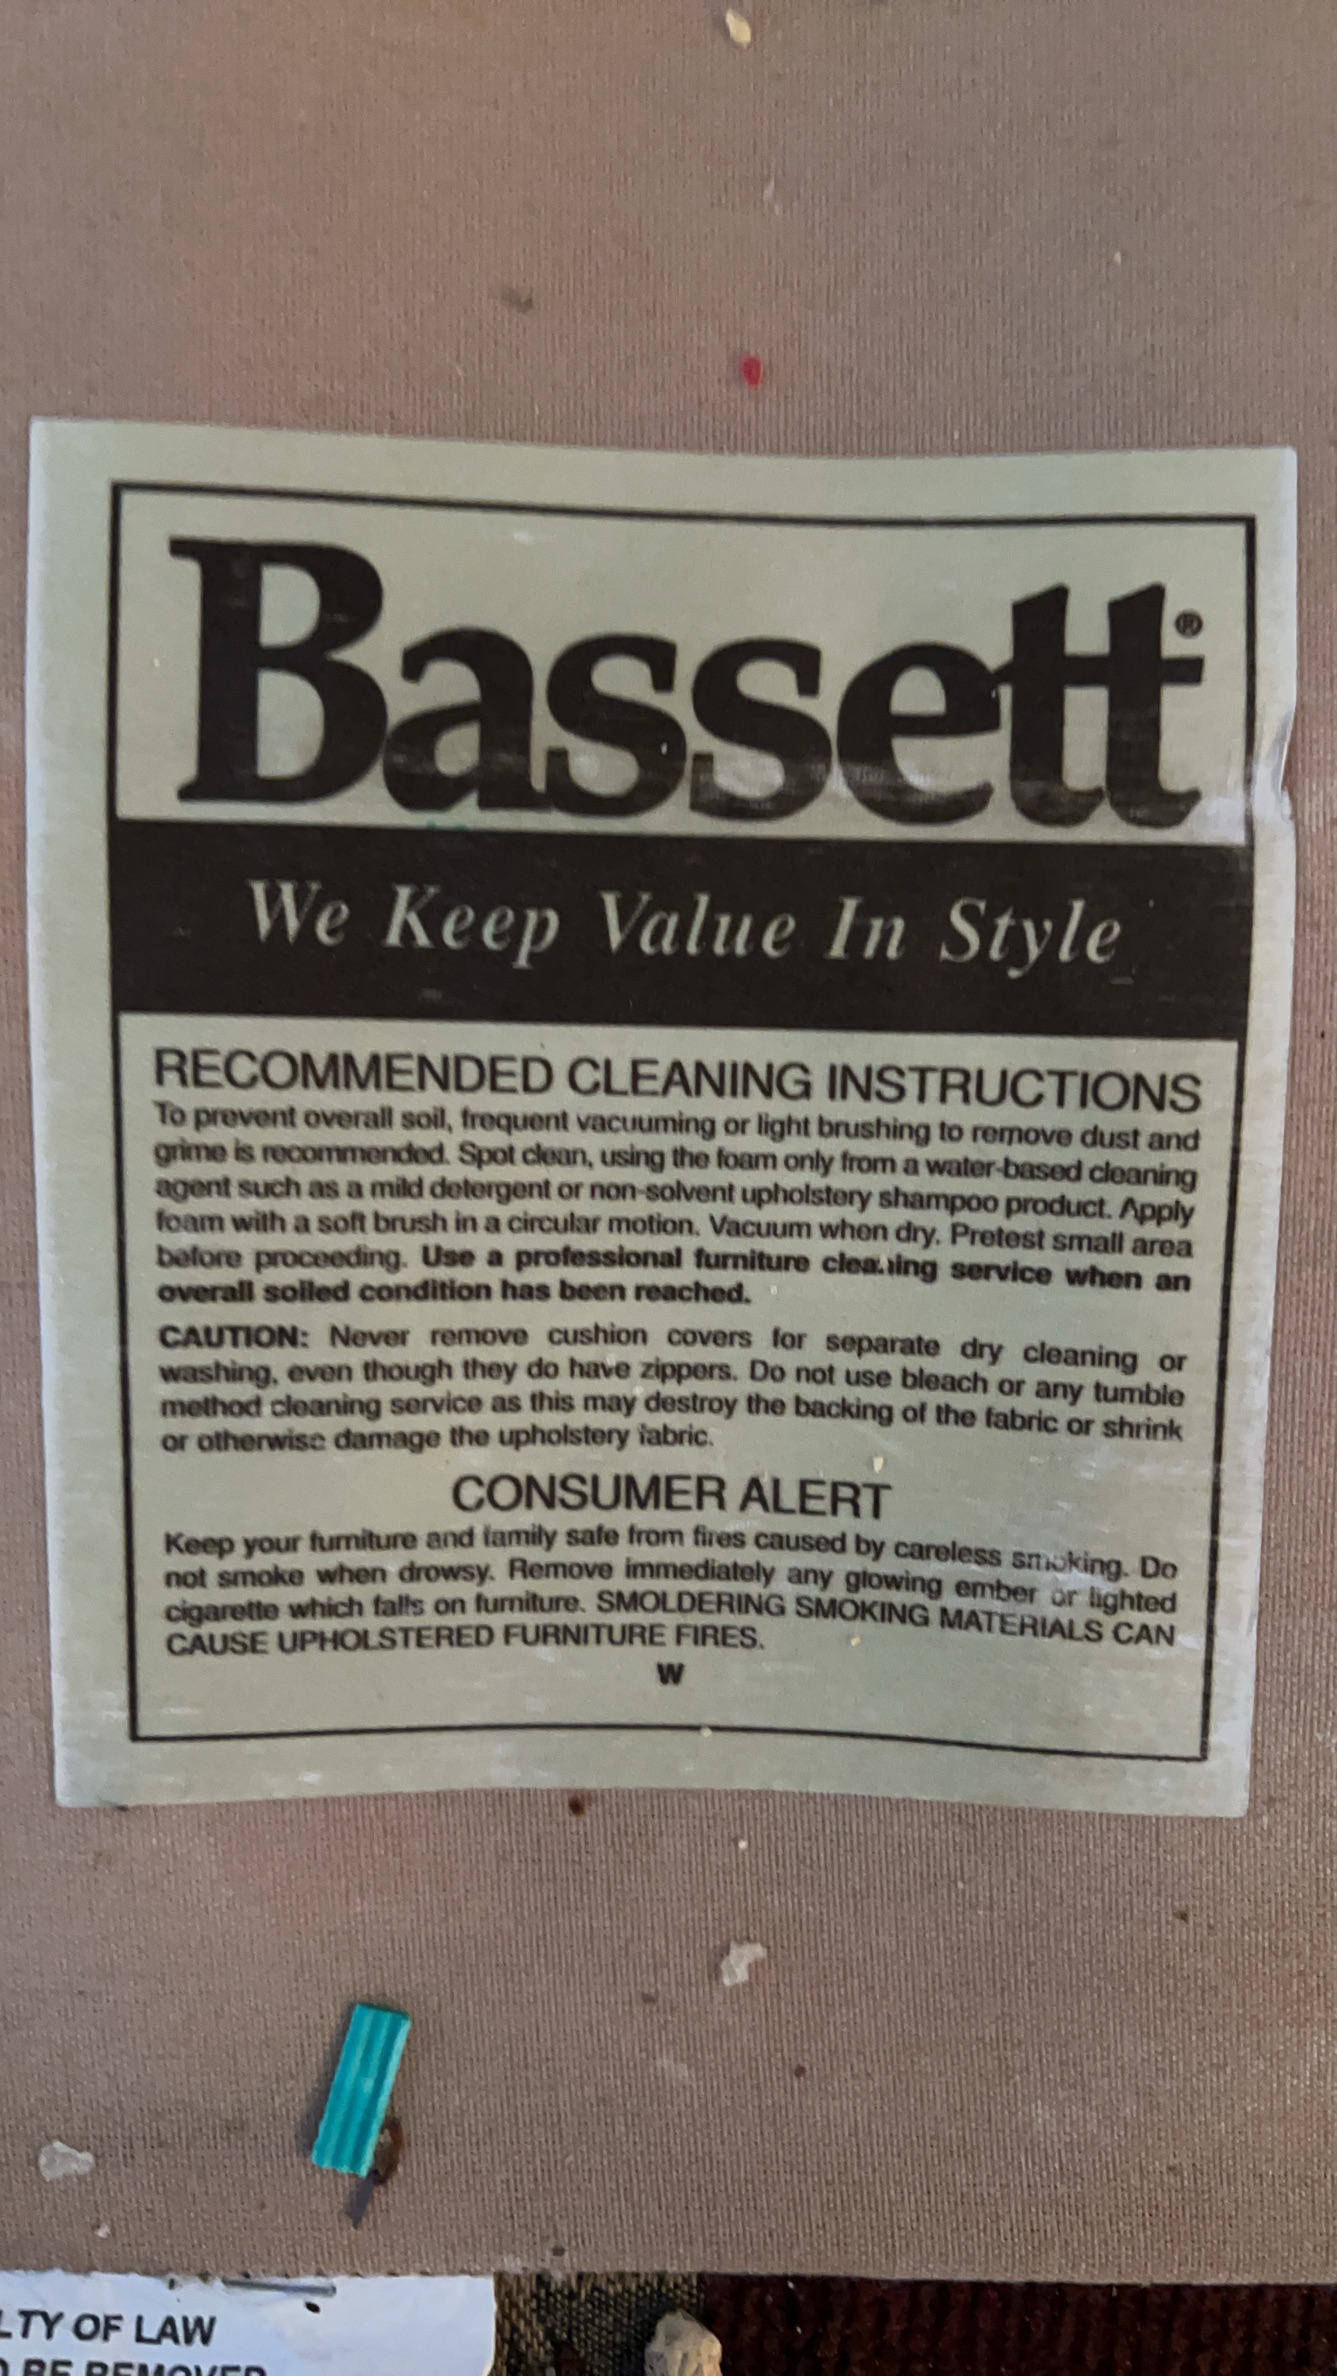 Bassett®
We Keep Value In Style
RECOMMENDED CLEANING INSTRUCTIONS
To prevent overall soil, frequent vacuuming or light brushing to remove dust and
grime is recommended. Spot clean, using the foam only from a water-based cleaning
agent such as a mild detergent or non-solvent upholstery shampoo product. Apply
foam with a soft brush in a circular motion. Vacuum when dry. Pretest small area
before proceeding. Use a professional furniture cleaning service when an
overall soiled condition has been reached.
CAUTION: Never remove cushion covers for separate dry cleaning or
washing, even though they do have zippers. Do not use bleach or any tumble
method cleaning service as this may destroy the backing of the fabric or shrink
or otherwise damage the upholstery fabric.
CONSUMER ALERT
Keep your furniture and family safe from fires caused by careless smoking. Do
not smoke when drowsy. Remove immediately any glowing ember or lighted
cigarette which falls on furniture. SMOLDERING SMOKING MATERIALS CAN
CAUSE UPHOLSTERED FURNITURE FIRES.
W
LTY OF LAW
BE REMOVED